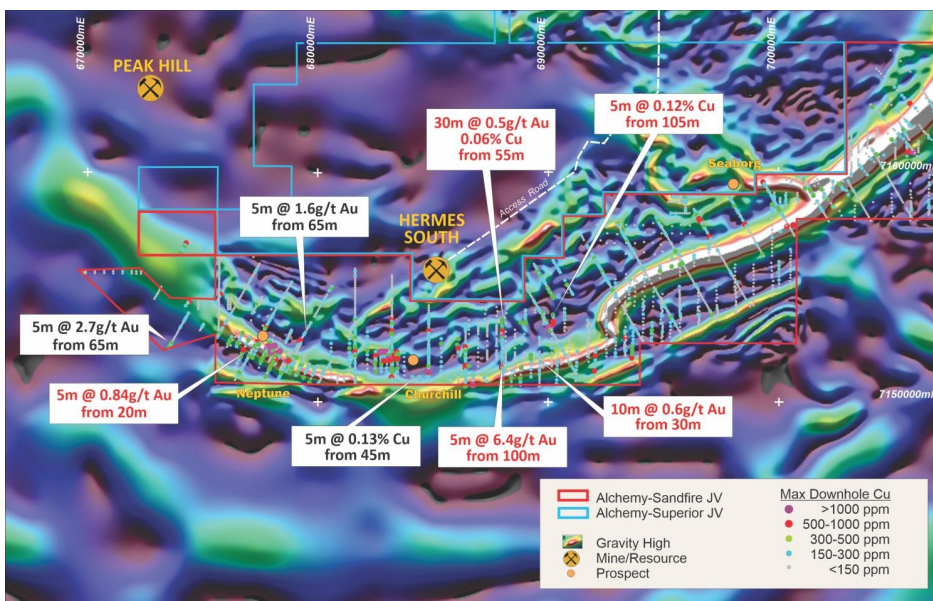 670000mE
680000mE
690000mE
700000mE
PEAK HILL
30m @ 0.5g/t Au
0.06% Cu
from 55m
5m @ 0.12% Cu
from 105m
Seaborg
7160000mE
Access Road
5m @ 1.6g/t Au
from 65m
HERMES
SOUTH
5m @ 2.7g/t Au
from 65m
5m @ 0.84g/t Au
from 20m
Neptune
Churchill
7150000mE
5m @ 0.13% Cu
from 45m
5m @ 6.4g/t Au
from 100m
10m @ 0.6g/t Au
from 30m
Alchemy-Sandfire JV
Alchemy-Superior JV
Gravity High
Mine/Resource
Prospect
Max Downhole Cu
>1000 ppm
500-1000 ppm
300-500 ppm
150-300 ppm
<150 ppm